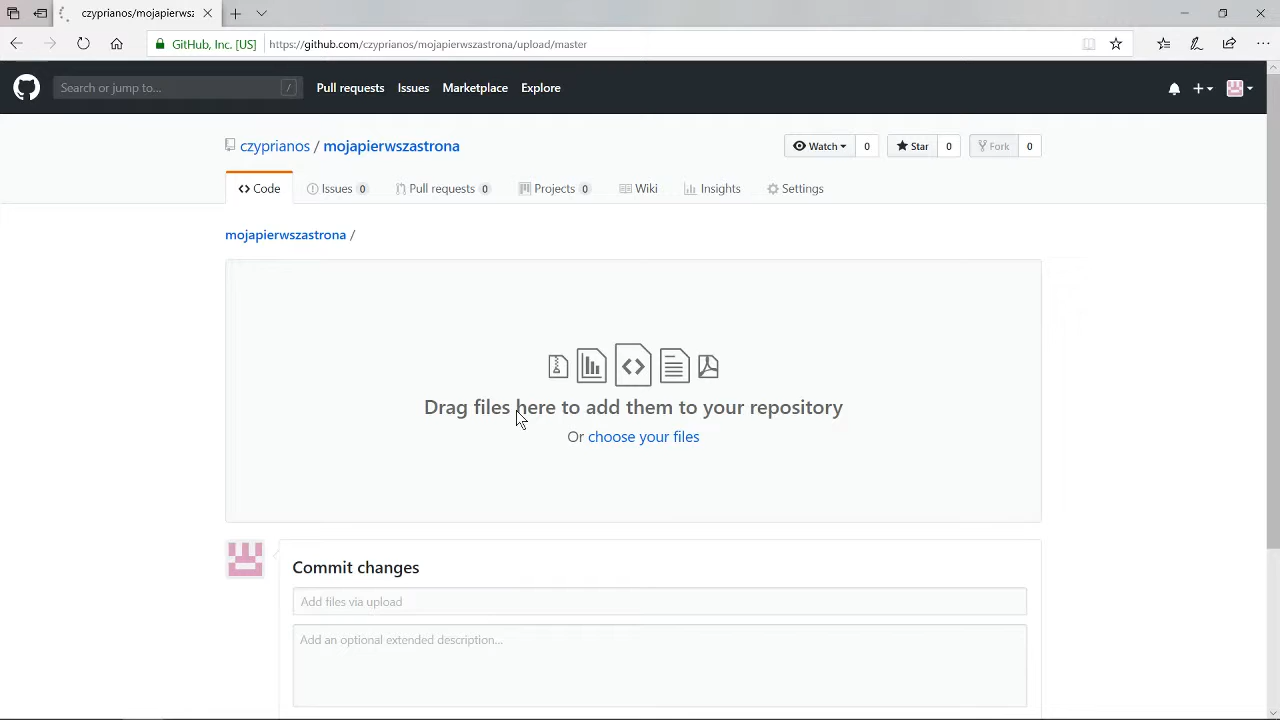 czyprianos/mojapierwsz
GitHub, Inc. [US] https://github.com/czyprianos/mojapierwszastrona/upload/master
Search or jump to... / Pull requests Issues Marketplace Explore
czyprianos / mojapierwszastrona Watch 0 Star 0 Fork 0
Code Issues 0 Pull requests 0 Projects 0 Wiki Insights Settings
mojapierwszastrona /
Drag files here to add them to your repository
Or choose your files
Commit changes
Add files via upload
Add an optional extended description...